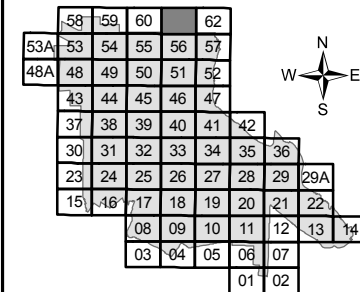 58 59 60 62
53A 53 54 55 56 57
N
48A 48 49 50 51 52
W E
43 44 45 46 47
S
37 38 39 40 41 42
30 31 32 33 34 35 36
23 24 25 26 27 28 29 29A
15 16 17 18 19 20 21 22
08 09 10 11 12 13 14
03 04 05 06 07
01 02